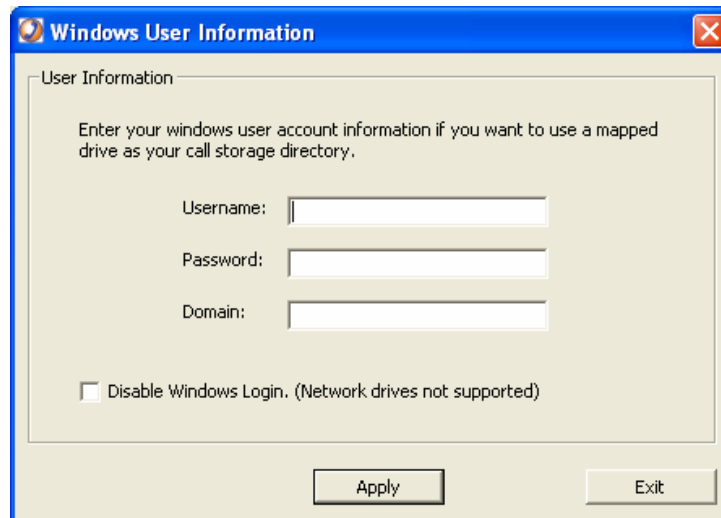 Windows User Information
User Information
Enter your windows user account information if you want to use a mapped
drive as your call storage directory.
Username:
Password:
Domain:
Disable Windows Login. (Network drives not supported)
Apply
Exit